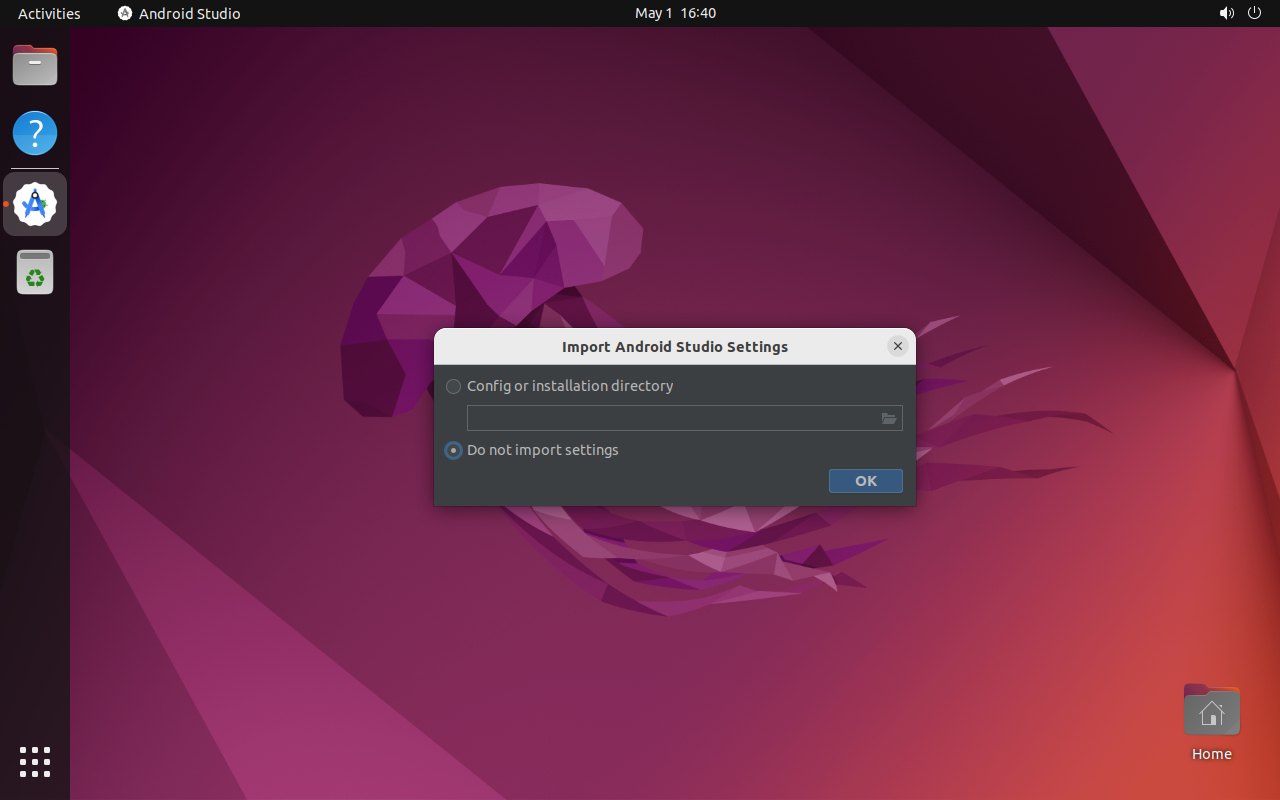 Activities
Android Studio
May 1 16:40
?
Import Android Studio Settings
Config or installation directory
Do not import settings
OK
Home